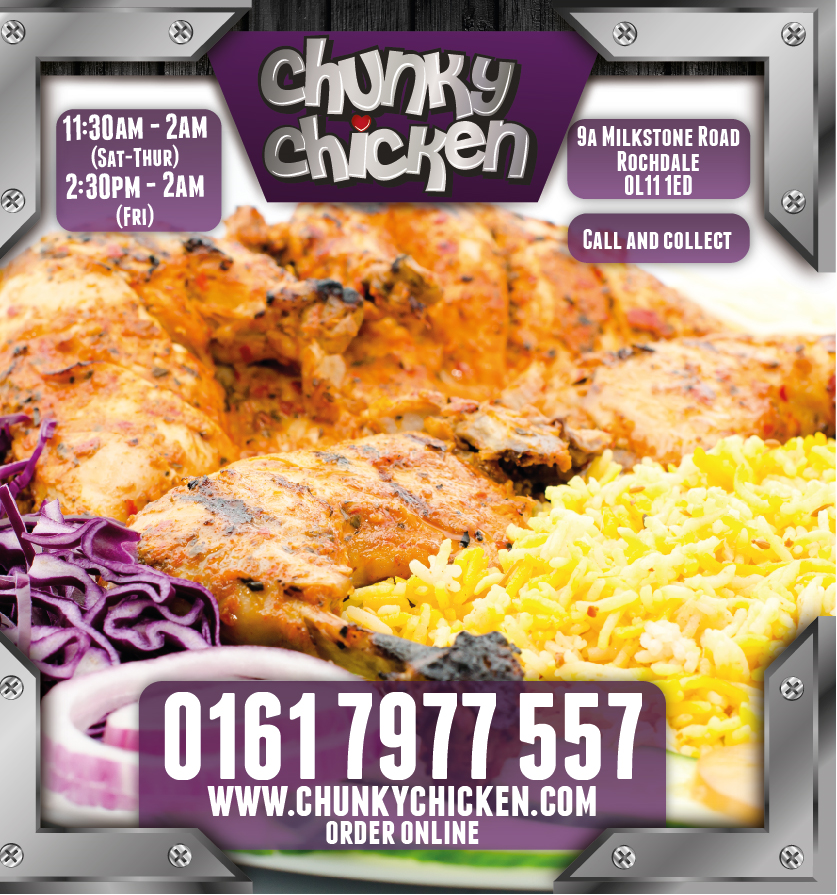 Chunky
Chicken
11:30AM - 2AM
(SAT-THUR)
2:30PM - 2AM
(FRI)
9A MILKSTONE ROAD
ROCHDALE
OL11 1ED
CALL AND COLLECT
0161 7977 557
WWW.CHUNKYCHICKEN.COM
ORDER ONLINE